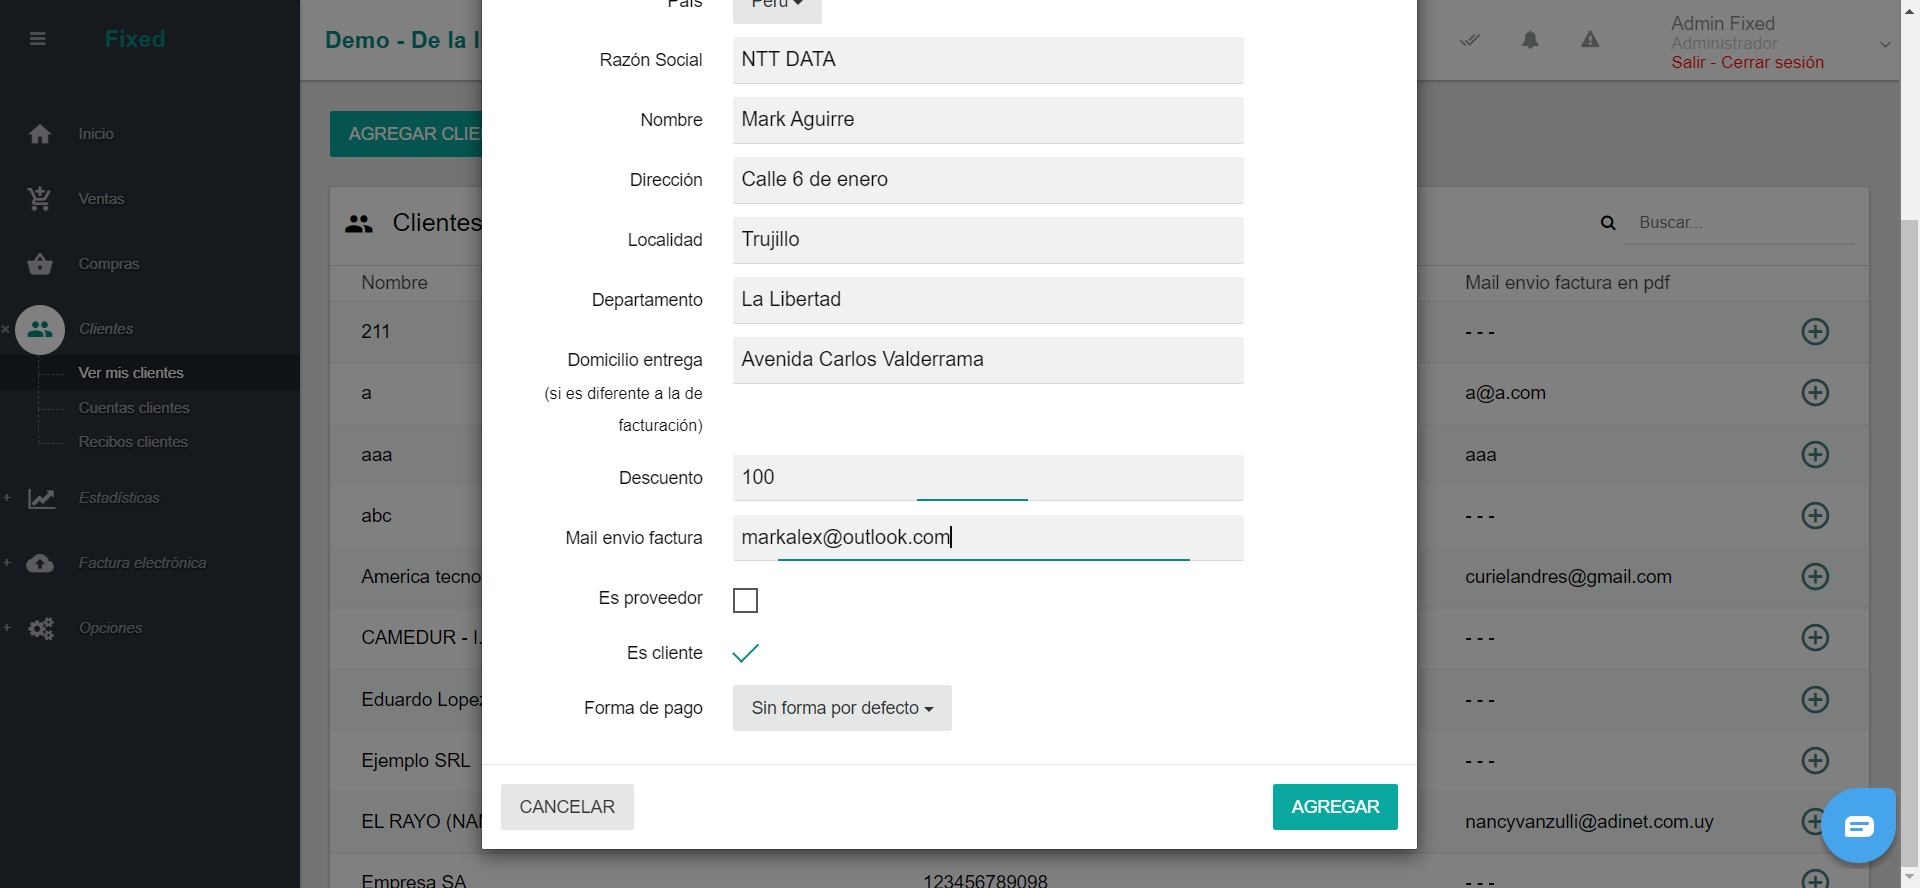 Fixed
Demo - De la
Admin Fixed
Administrador
Salir - Cerrar sesión
Inicio
Ventas
Compras
Clientes
Ver mis clientes
Cuentas clientes
Recibos clientes
Estadísticas
Factura electrónica
Opciones
AGREGAR CLIE
Clientes
Buscar...
Nombre
Mail envio factura en pdf
211
- - -
a
a@a.com
aaa
aaa
abc
- - -
America tecno
curielandres@gmail.com
CAMEDUR - I.
- - -
Eduardo Lopez
- - -
Ejemplo SRL
- - -
EL RAYO (NAN
nancyvanzulli@adinet.com.uy
Empresa SA
123456789098
- - -
País
Perú
Razón Social
NTT DATA
Nombre
Mark Aguirre
Dirección
Calle 6 de enero
Localidad
Trujillo
Departamento
La Libertad
Domicilio entrega
(si es diferente a la de
facturación)
Avenida Carlos Valderrama
Descuento
100
Mail envio factura
markalex@outlook.com
Es proveedor
Es cliente
Forma de pago
Sin forma por defecto
CANCELAR
AGREGAR